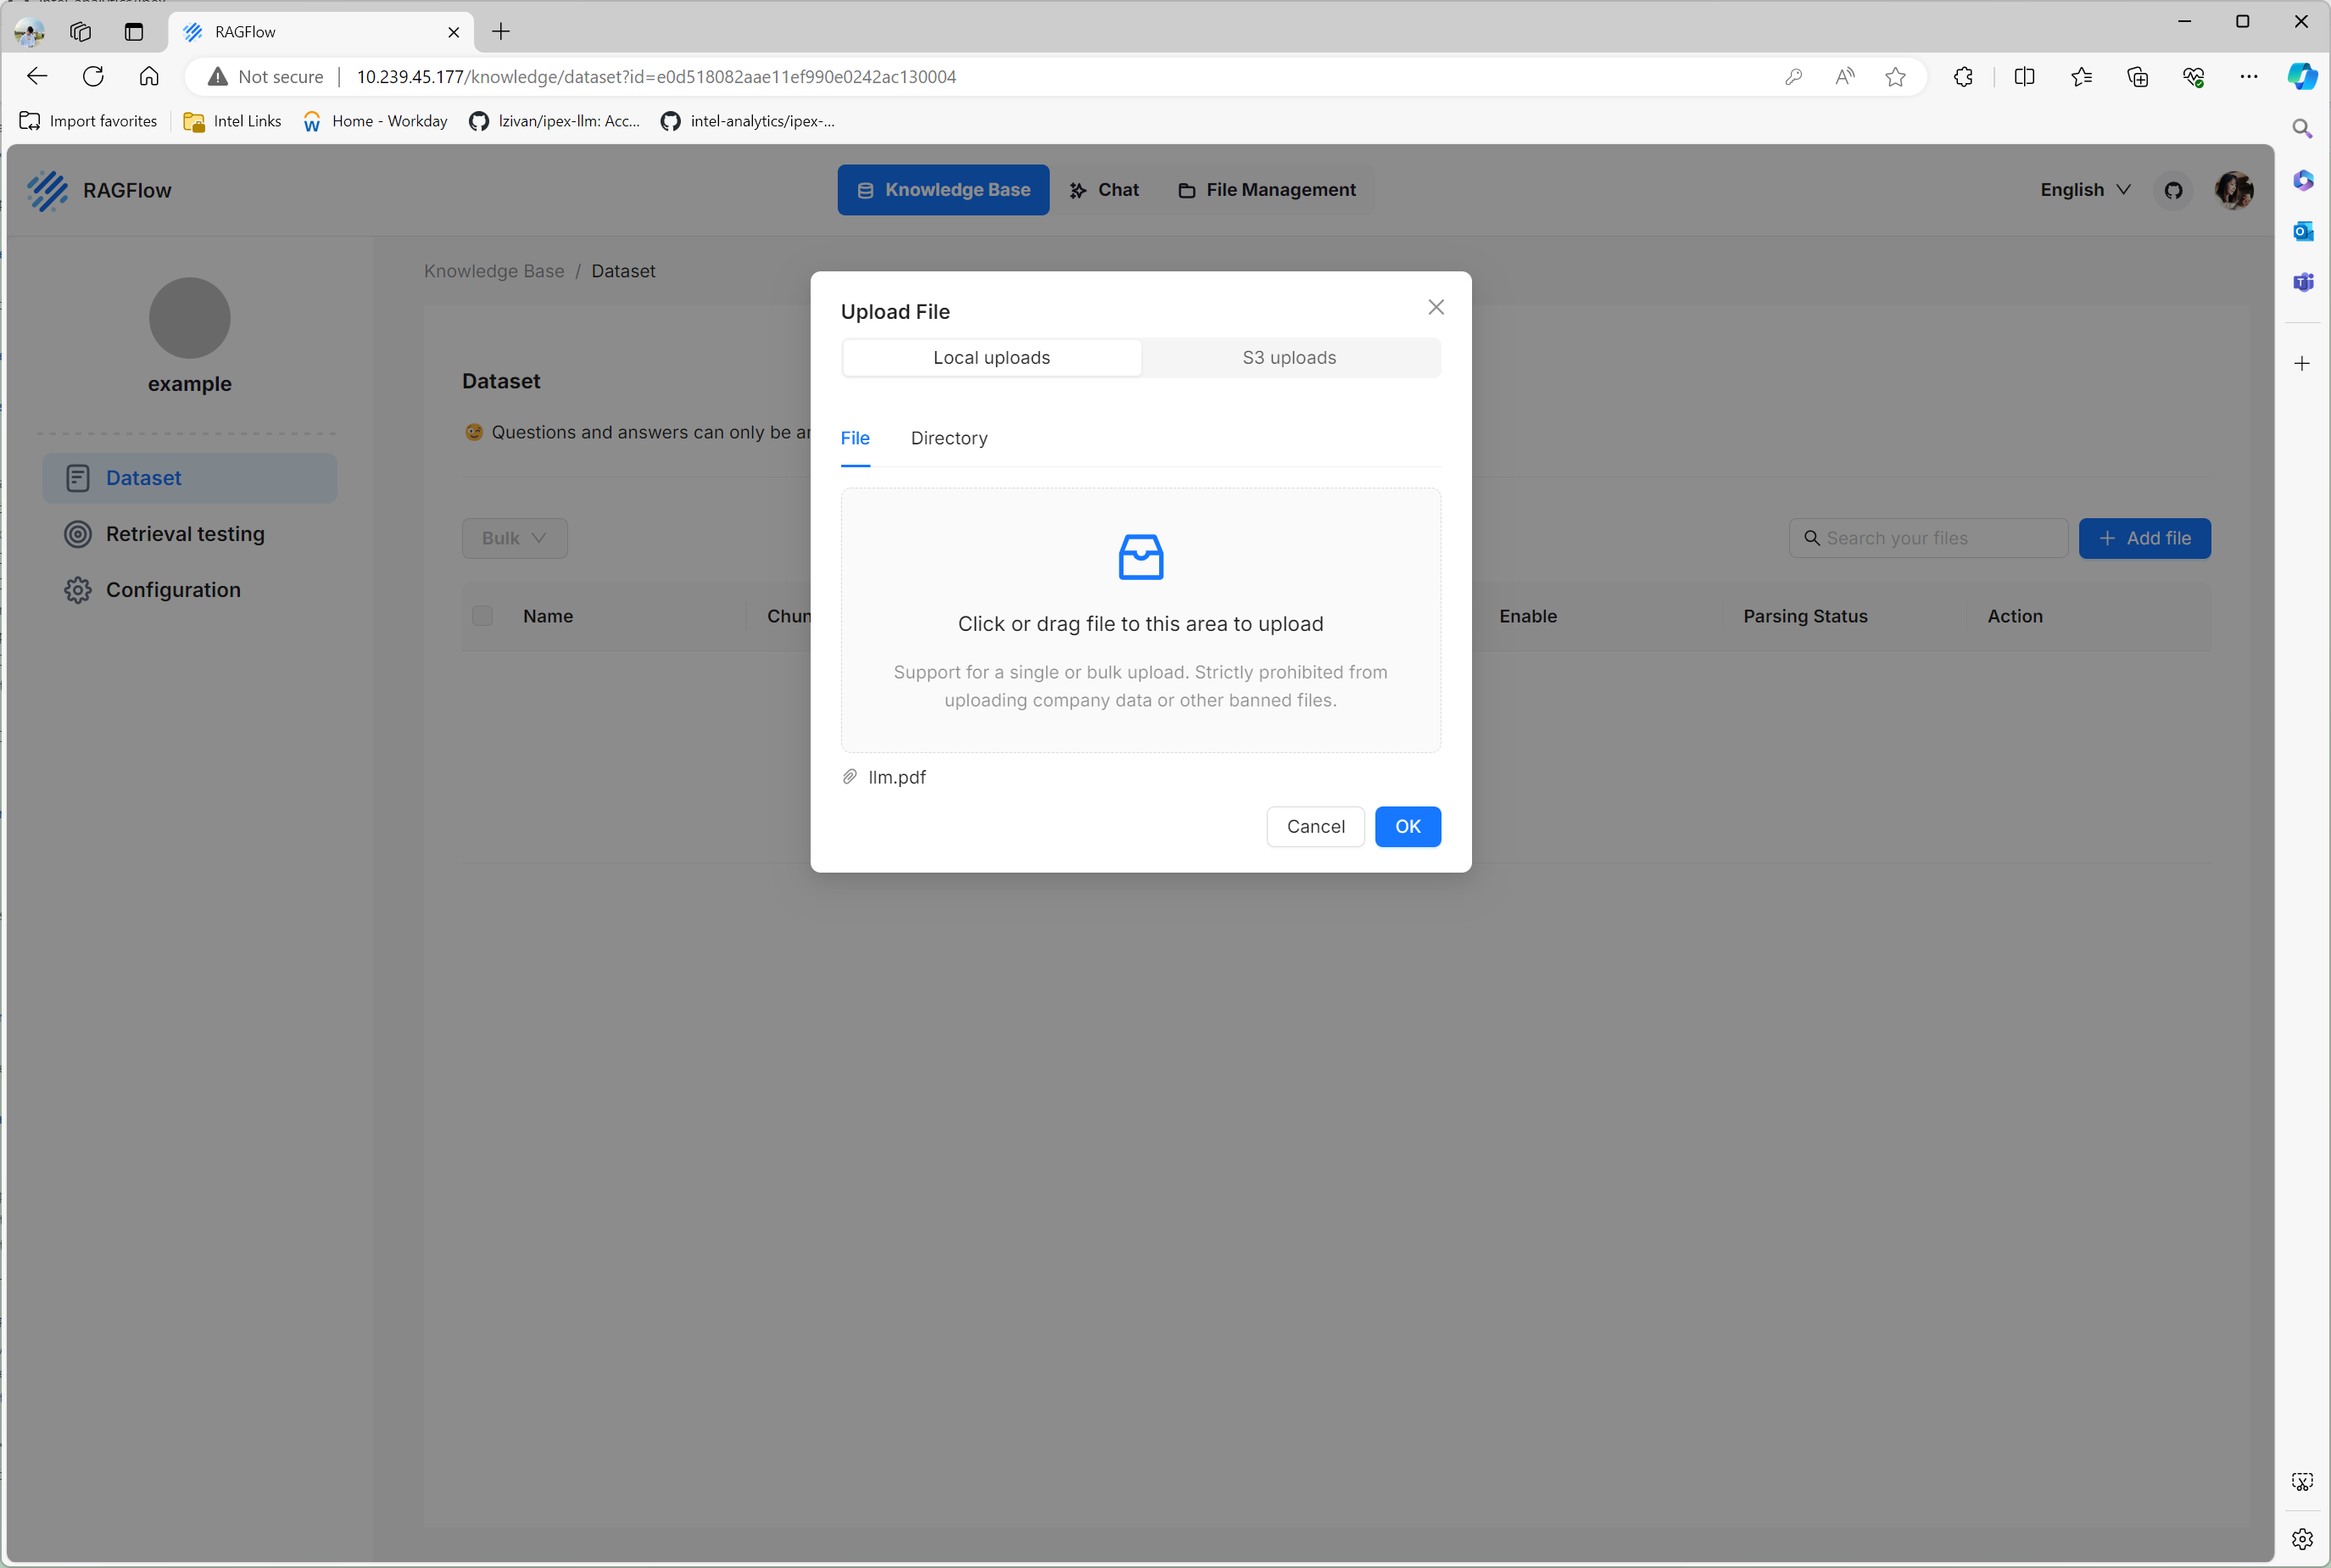 RAGFlow
Not secure
10.239.45.177/knowledge/dataset?id=e0d518082aae11ef990e0242ac130004
Import favorites
Intel Links
Home - Workday
lzivan/ipex-llm: Acc...
intel-analytics/ipex-...
RAGFlow
Knowledge Base
Chat
File Management
English
example
Dataset
Retrieval testing
Configuration
Knowledge Base / Dataset
Dataset
😉 Questions and answers can only be
Bulk
Search your files
+ Add file
Name
Chun
Enable
Parsing Status
Action
Upload File
Local uploads
S3 uploads
File
Directory
Click or drag file to this area to upload
Support for a single or bulk upload. Strictly prohibited from
uploading company data or other banned files.
llm.pdf
Cancel
OK